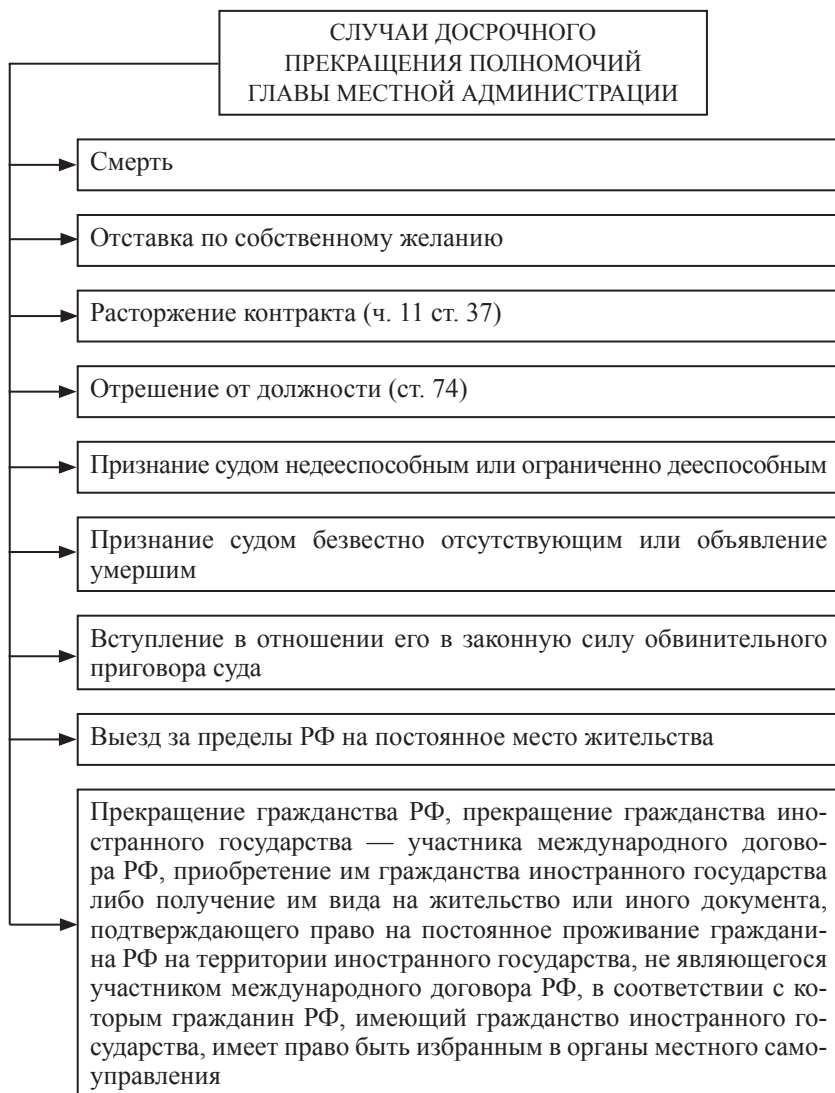 СЛУЧАИ ДОСРОЧНОГО
ПРЕКРАЩЕНИЯ ПОЛНОМОЧИЙ
ГЛАВЫ МЕСТНОЙ АДМИНИСТРАЦИИ
Смерть
Отставка по собственному желанию
Расторжение контракта (ч. 11 ст. 37)
Отрешение от должности (ст. 74)
Признание судом недееспособным или ограниченно дееспособным
Признание судом безвестно отсутствующим или объявление
умершим
Вступление в отношении его в законную силу обвинительного
приговора суда
Выезд за пределы РФ на постоянное место жительства
Прекращение гражданства РФ, прекращение гражданства ино-
странного государства — участника международного догово-
ра РФ, приобретение им гражданства иностранного государства
либо получение им вида на жительство или иного документа,
подтверждающего право на постоянное проживание граждани-
на РФ на территории иностранного государства, не являющегося
участником международного договора РФ, в соответствии с ко-
торым гражданин РФ, имеющий гражданство иностранного го-
сударства, имеет право быть избранным в органы местного само-
управления